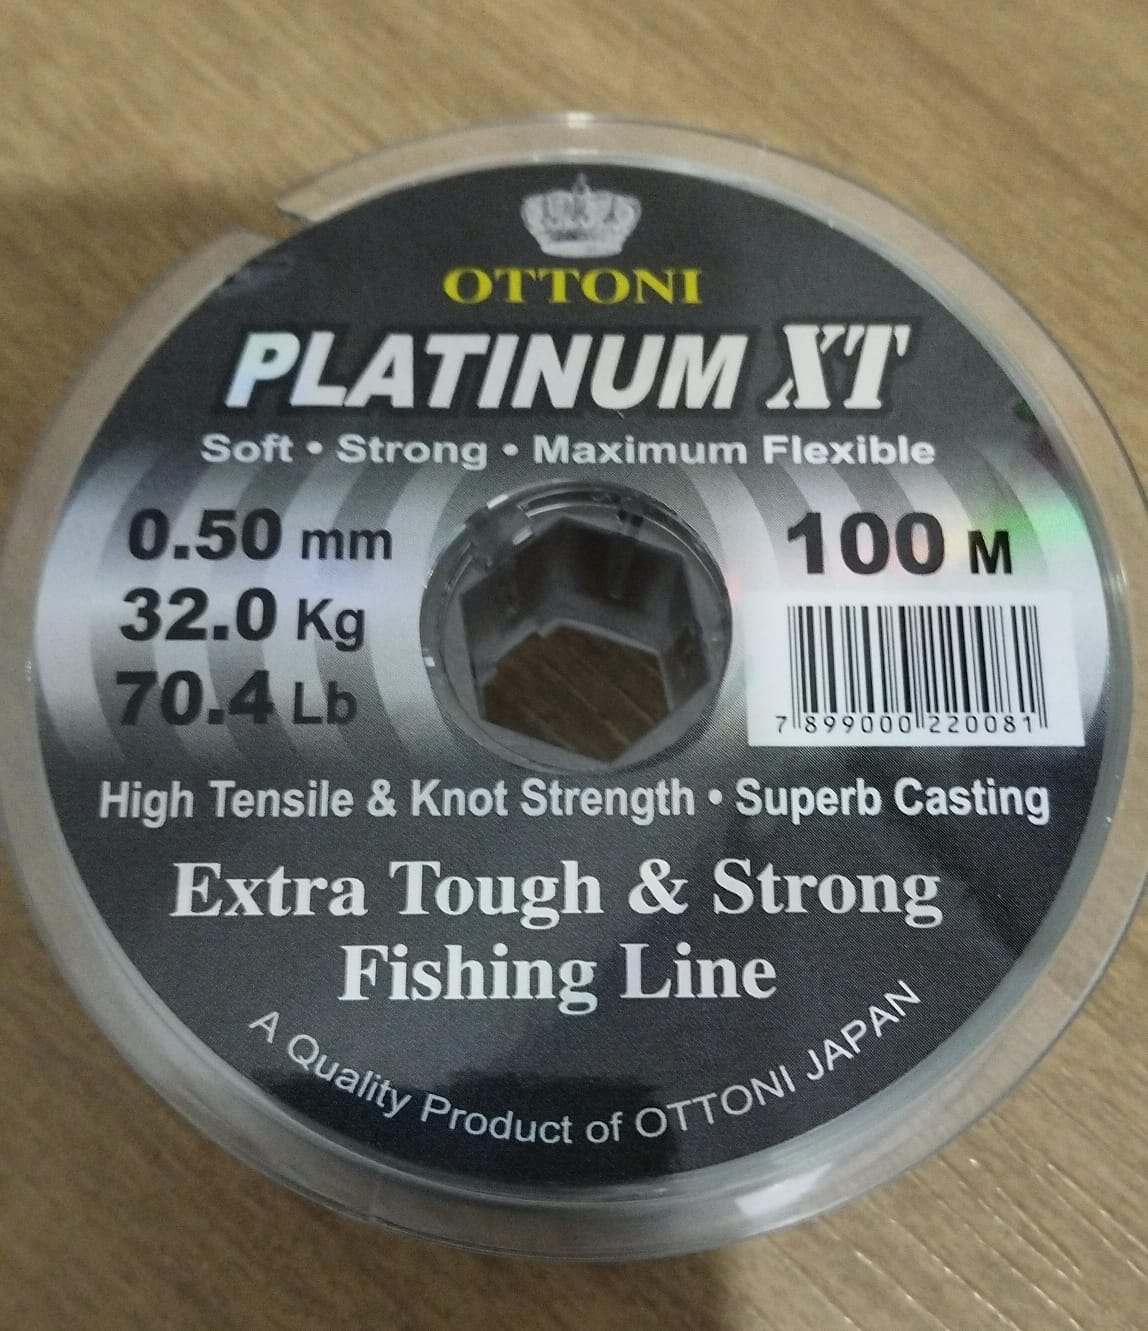 OTTONI
PLATINUM XT
Soft • Strong • Maximum Flexible
0.50 mm
32.0 Kg
70.4 Lb
100 M
7 899000 220081
High Tensile & Knot Strength • Superb Casting
Extra Tough & Strong
Fishing Line
A Quality Product of OTTONI JAPAN